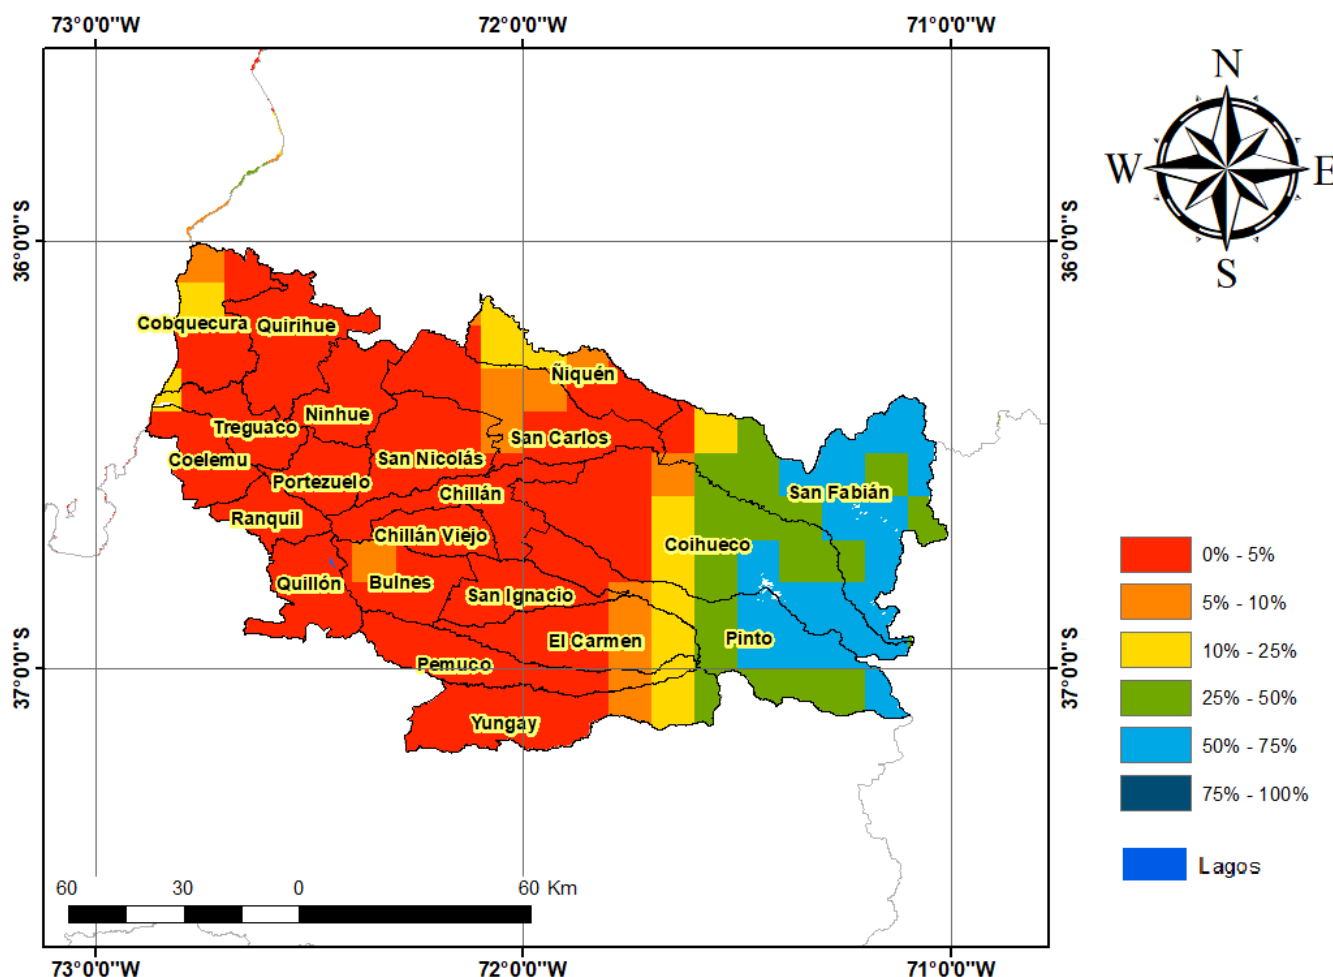 73°0'0"W 72°0'0"W 71°0'0"W
N
W E
S
36°0'0"S 36°0'0"S
Cobquecura Quirihue
Ñiquén
Ninhue
Treguaco
San Carlos
Coelemu San Nicolás
Portezuelo
Chillán
San Fabián
Ranquil
Chillán Viejo
Coihueco
Quillón Bulnes
San Ignacio
El Carmen Pinto
Pemuco
37°0'0"S 37°0'0"S
Yungay
0% - 5%
5% - 10%
10% - 25%
25% - 50%
50% - 75%
75% - 100%
Lagos
60 30 0 60 Km
73°0'0"W 72°0'0"W 71°0'0"W